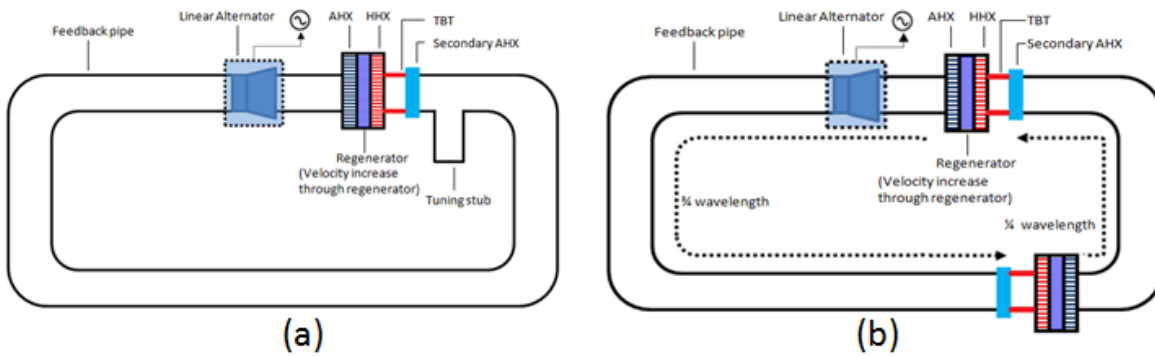 Linear Alternator
AHX
HHX
TBT
Feedback pipe
Secondary AHX
Regenerator
(Velocity increase
through regenerator)
Tuning stub
(a)
Linear Alternator
AHX
HHX
TBT
Feedback pipe
Secondary AHX
Regenerator
(Velocity increase
through regenerator)
¾ wavelength
¼ wavelength
(b)